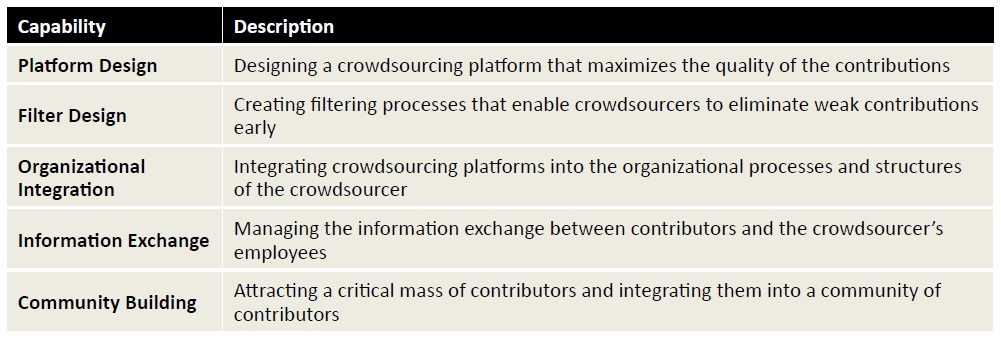 Capability Description
Platform Design Designing a crowdsourcing platform that maximizes the quality of the contributions
Filter Design Creating filtering processes that enable crowdsourcers to eliminate weak contributions
early
Organizational Integrating crowdsourcing platforms into the organizational processes and structures
Integration of the crowdsourcer
Information Exchange Managing the information exchange between contributors and the crowdsourcer's
employees
Community Building Attracting a critical mass of contributors and integrating them into a community of
contributors